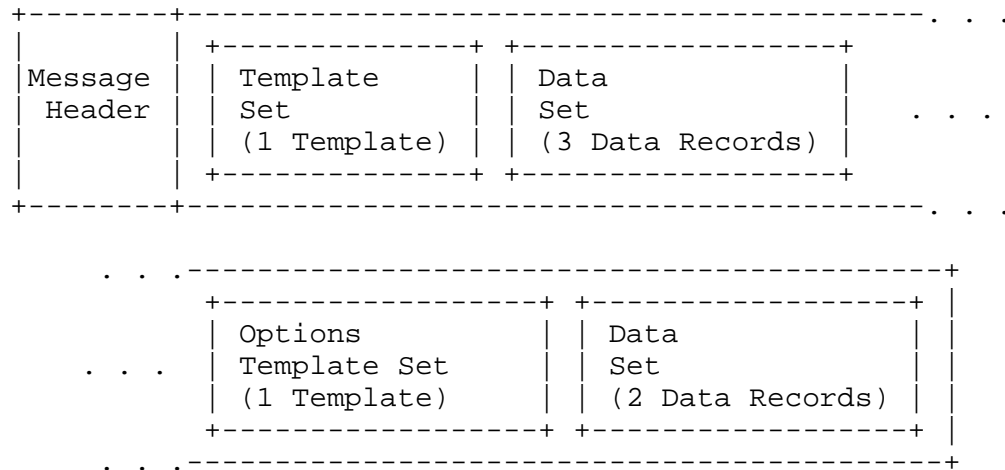 Message Header
Template Set (1 Template)
Data Set (3 Data Records)
. . .
. . .
Options Template Set (1 Template)
Data Set (2 Data Records)